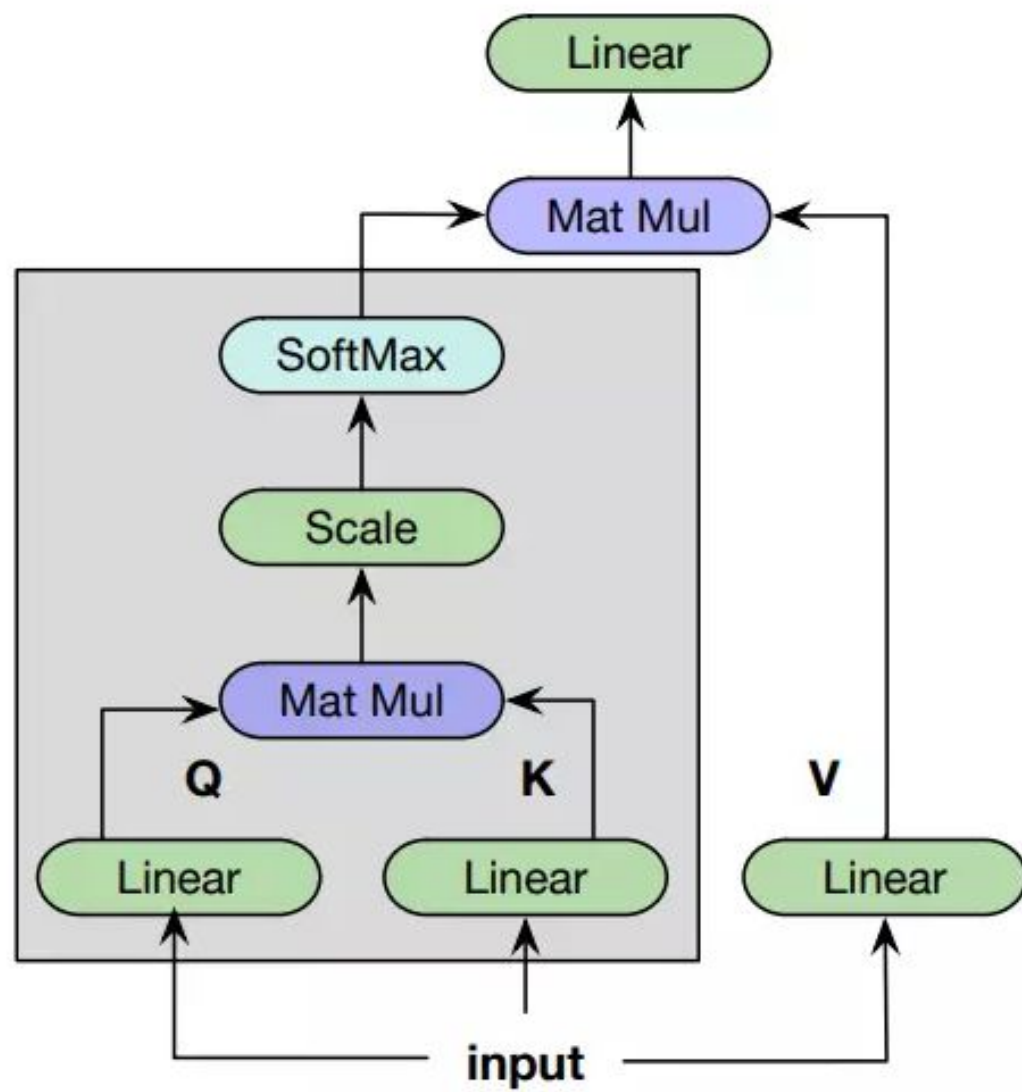 Linear
Mat Mul
SoftMax
Scale
Mat Mul
Q K V
Linear Linear Linear
input